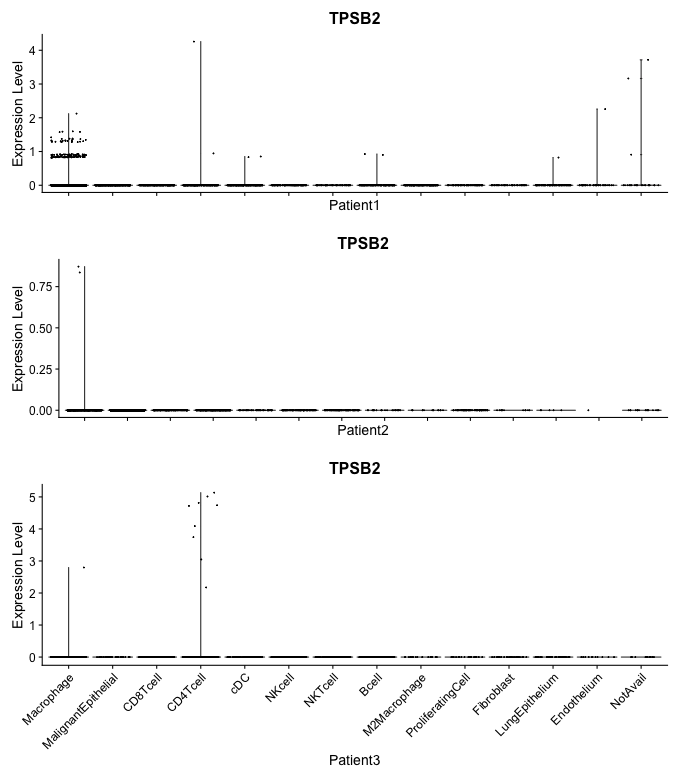 TPSB2
Expression Level
4
3
2
1
0
Patient1
TPSB2
Expression Level
0.75
0.50
0.25
0.00
Patient2
TPSB2
Expression Level
5
4
3
2
1
0
Macrophage
MalignantEpithelial
CD8Tcell
CD4Tcell
cDC
NKcell
NKTcell
Bcell
M2Macrophage
ProliferatingCell
Fibroblast
LungEpithelium
Endothelium
NotAvail
Patient3